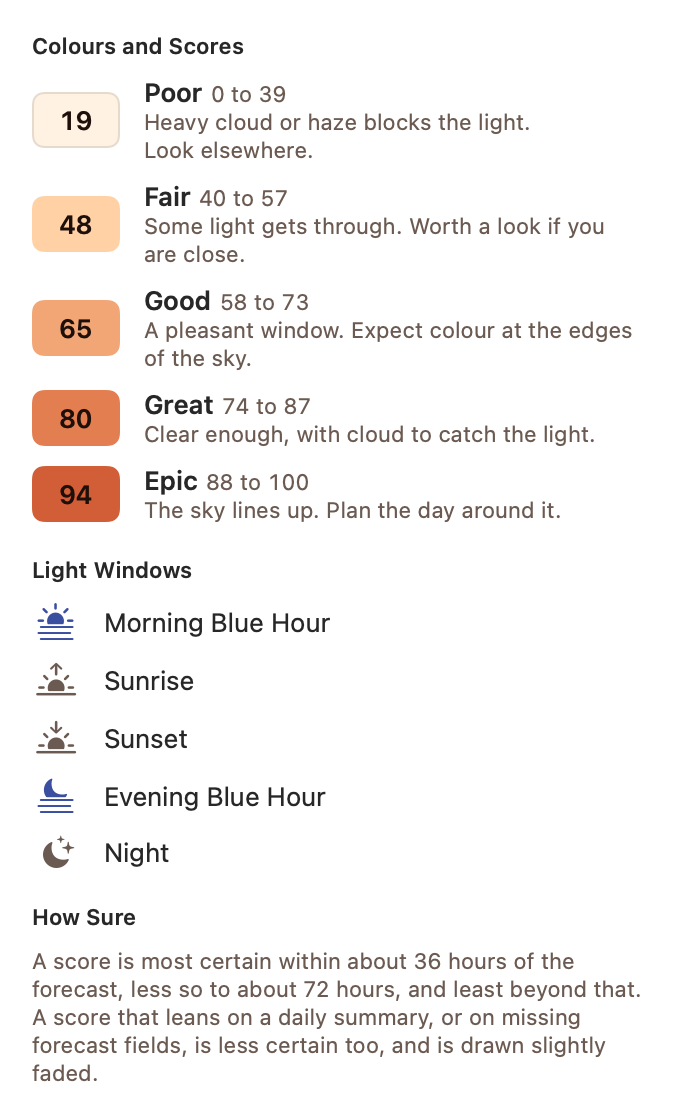 Colours and Scores
19
Poor 0 to 39
Heavy cloud or haze blocks the light.
Look elsewhere.
48
Fair 40 to 57
Some light gets through. Worth a look if you
are close.
65
Good 58 to 73
A pleasant window. Expect colour at the edges
of the sky.
80
Great 74 to 87
Clear enough, with cloud to catch the light.
94
Epic 88 to 100
The sky lines up. Plan the day around it.
Light Windows
Morning Blue Hour
Sunrise
Sunset
Evening Blue Hour
Night
How Sure
A score is most certain within about 36 hours of the
forecast, less so to about 72 hours, and least beyond that.
A score that leans on a daily summary, or on missing
forecast fields, is less certain too, and is drawn slightly
faded.